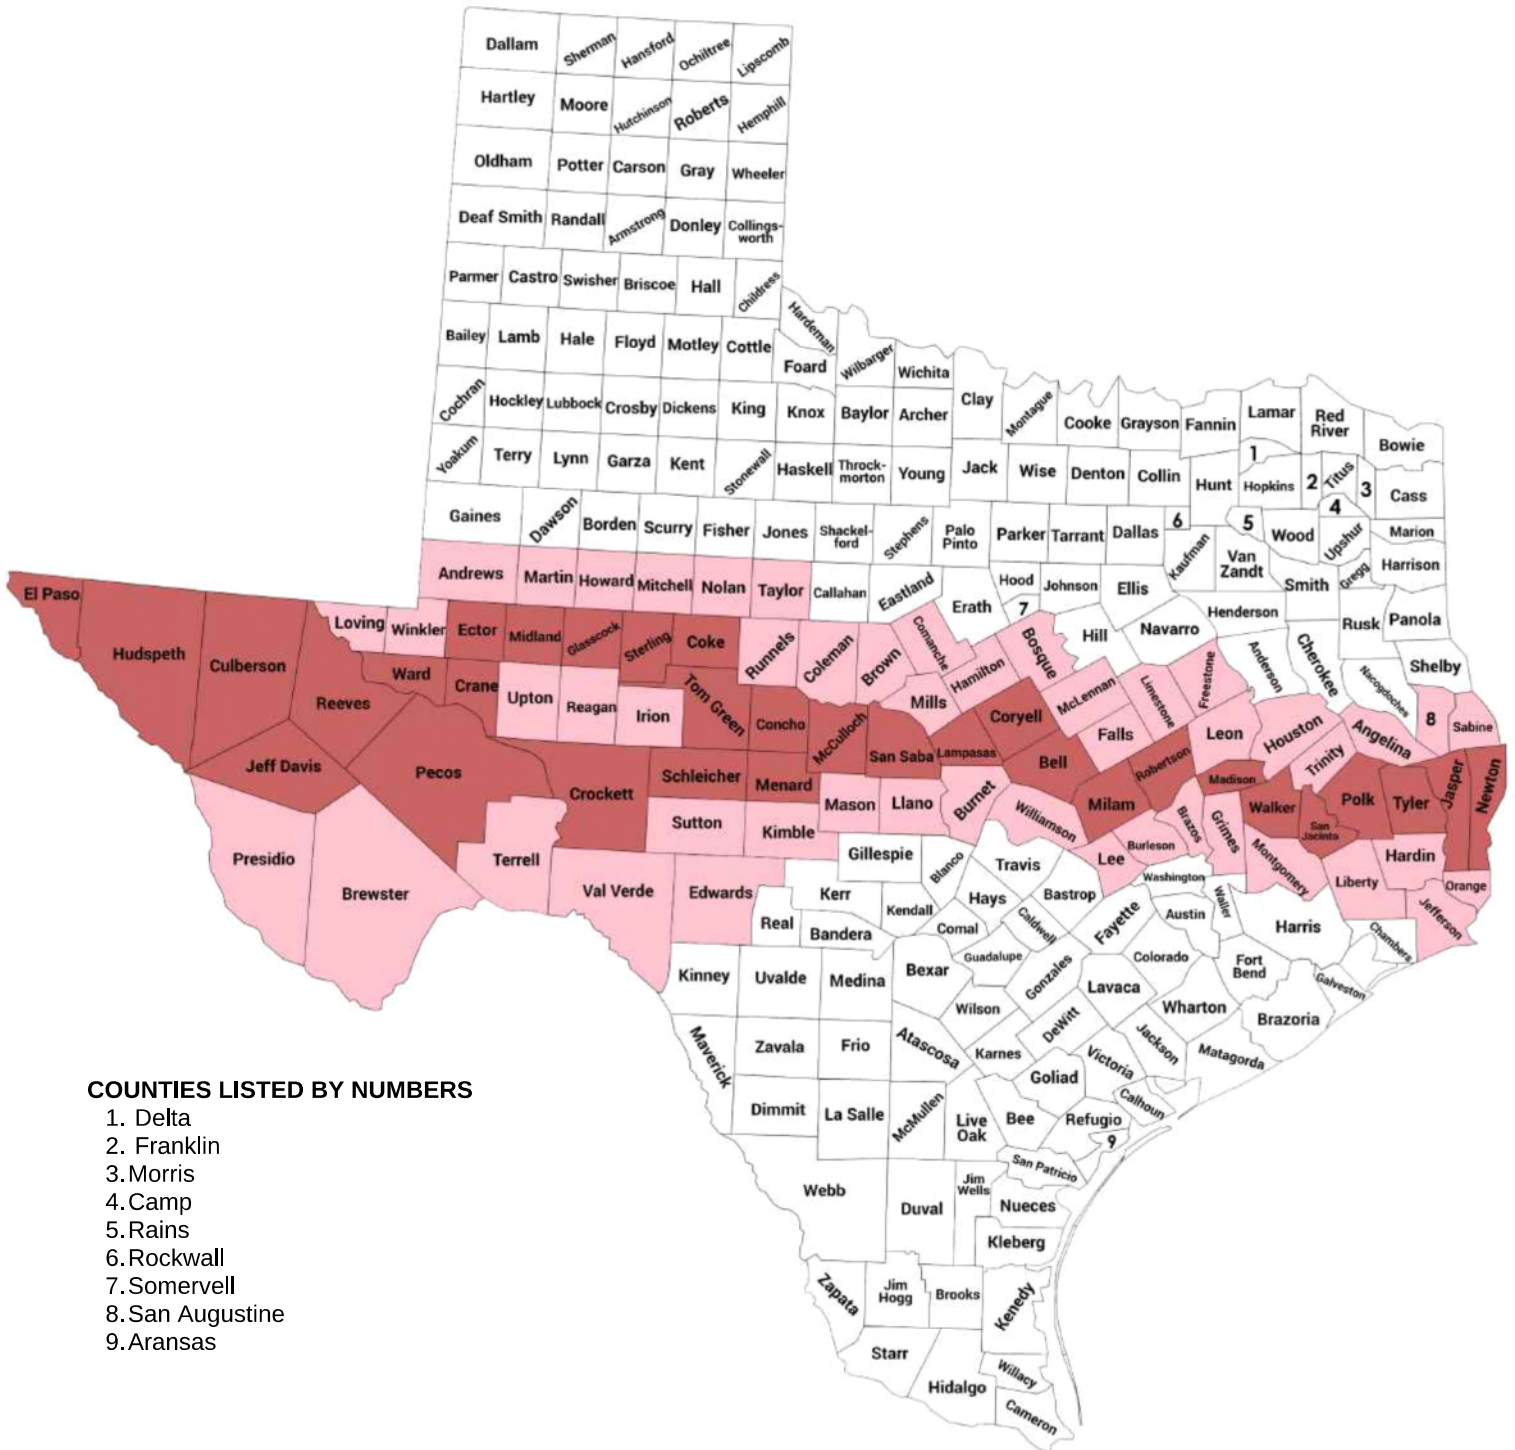 Dallam
Sherman
Hansford
Ochiltree
Lipscomb
Hartley
Moore
Hutchinson
Roberts
Hemphill
Oldham
Potter
Carson
Gray
Wheeler
Deaf Smith
Randall
Armstrong
Donley
Collings-
worth
Parmer
Castro
Swisher
Briscoe
Hall
Childress
Hardeman
Bailey
Lamb
Hale
Floyd
Motley
Cottle
Foard
Wilbarger
Wichita
Cochran
Hockley
Lubbock
Crosby
Dickens
King
Knox
Baylor
Archer
Clay
Montague
Cooke
Grayson
Fannin
Lamar
Red
River
Bowie
Yoakum
Terry
Lynn
Garza
Kent
Stonewall
Haskell
Throck-
morton
Young
Jack
Wise
Denton
Collin
Hunt
1
Hopkins
2
Titus
3
Cass
Gaines
Dawson
Borden
Scurry
Fisher
Jones
Shackel-
ford
Stephens
Palo
Pinto
Parker
Tarrant
Dallas
6
Kaufman
5
Van
Zandt
Wood
4
Upshur
Marion
Harrison
Andrews
Martin
Howard
Mitchell
Nolan
Taylor
Callahan
Eastland
Erath
Hood
7
Johnson
Ellis
Henderson
Smith
Gregg
Rusk
Panola
El Paso
Hudspeth
Culberson
Reeves
Loving
Winkler
Ector
Midland
Glasscock
Sterling
Coke
Runnels
Coleman
Brown
Comanche
Hamilton
Bosque
Hill
Navarro
Freestone
Anderson
Cherokee
Nacogdoches
Shelby
Ward
Crane
Upton
Reagan
Irion
Tom Green
Concho
McCulloch
San Saba
Mills
Lampasas
Coryell
McLennan
Limestone
Falls
Leon
Houston
Trinity
Angelina
8
Sabine
Jeff Davis
Pecos
Crockett
Schleicher
Menard
Mason
Llano
Burnet
Bell
Williamson
Milam
Robertson
Madison
Walker
San
Jacinto
Polk
Tyler
Jasper
Newton
Presidio
Brewster
Terrell
Val Verde
Sutton
Kimble
Edwards
Gillespie
Blanco
Travis
Lee
Burleson
Brazos
Grimes
Montgomery
Liberty
Hardin
Orange
Jefferson
Real
Kerr
Bandera
Kendall
Hays
Comal
Caldwell
Bastrop
Fayette
Washington
Austin
Waller
Harris
Chambers
Galveston
Kinney
Uvalde
Medina
Bexar
Guadalupe
Gonzales
Wilson
Lavaca
Colorado
Fort
Bend
Wharton
Brazoria
Maverick
Zavala
Frio
Atascosa
Karnes
DeWitt
Victoria
Jackson
Matagorda
Goliad
Calhoun
Dimmit
La Salle
McMullen
Live
Oak
Bee
Refugio
9
San Patricio
Webb
Duval
Jim
Wells
Nueces
Kleberg
Zapata
Jim
Hogg
Brooks
Kenedy
Starr
Hidalgo
Willacy
Cameron
COUNTIES LISTED BY NUMBERS
1. Delta
2. Franklin
3. Morris
4. Camp
5. Rains
6. Rockwall
7. Somervell
8. San Augustine
9. Aransas